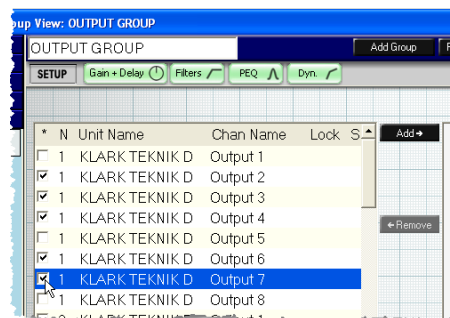 up View: OUTPUT GROUP
OUTPUT GROUP Add Group
SETUP Gain + Delay Filters PEQ Dyn.
* N Unit Name Chan Name Lock S Add
1 KLARK TEKNIK D Output 1
1 KLARK TEKNIK D Output 2
1 KLARK TEKNIK D Output 3
1 KLARK TEKNIK D Output 4
Remove
1 KLARK TEKNIK D Output 5
1 KLARK TEKNIK D Output 6
1 KLARK TEKNIK D Output 7
1 KLARK TEKNIK D Output 8